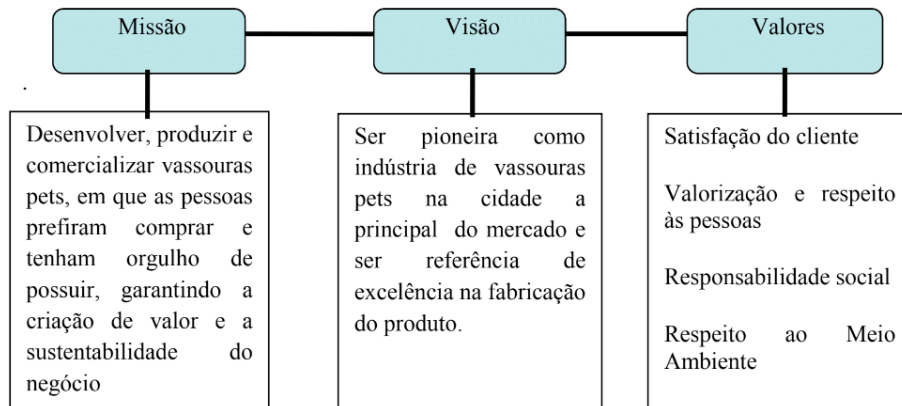 Missão
Visão
Valores
.
Desenvolver, produzir e
comercializar vassouras
pets, em que as pessoas
prefiram comprar e
tenham orgulho de
possuir, garantindo a
criação de valor e a
sustentabilidade do
negócio
Ser pioneira como
indústria de vassouras
pets na cidade a
principal do mercado e
ser referência de
excelência na fabricação
do produto.
Satisfação do cliente
Valorização e respeito
às pessoas
Responsabilidade social
Respeito ao Meio
Ambiente